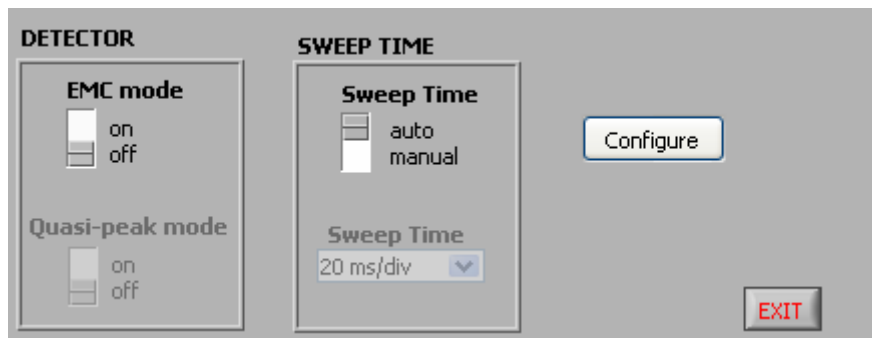 DETECTOR
EMC mode
on
off
Quasi-peak mode
on
off
SWEEP TIME
Sweep Time
auto
manual
Sweep Time
20 ms/div
Configure
EXIT